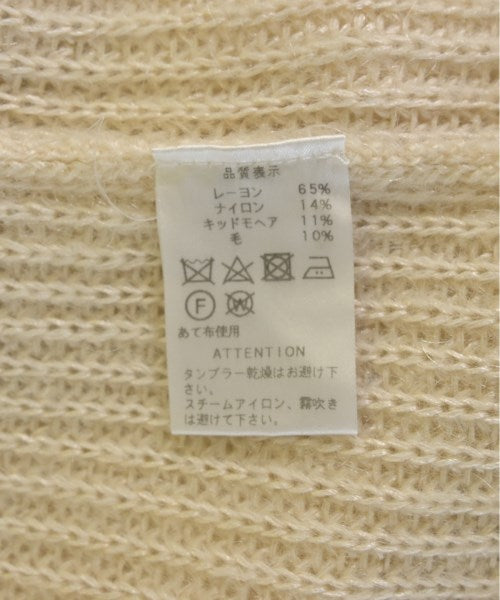 品質表示
レーヨン 65%
ナイロン 14%
キッドモヘア 11%
毛 10%
F W
あて布使用
ATTENTION
タンブラー乾燥はお避け下
さい。
スチームアイロン、霧吹き
は避けて下さい。